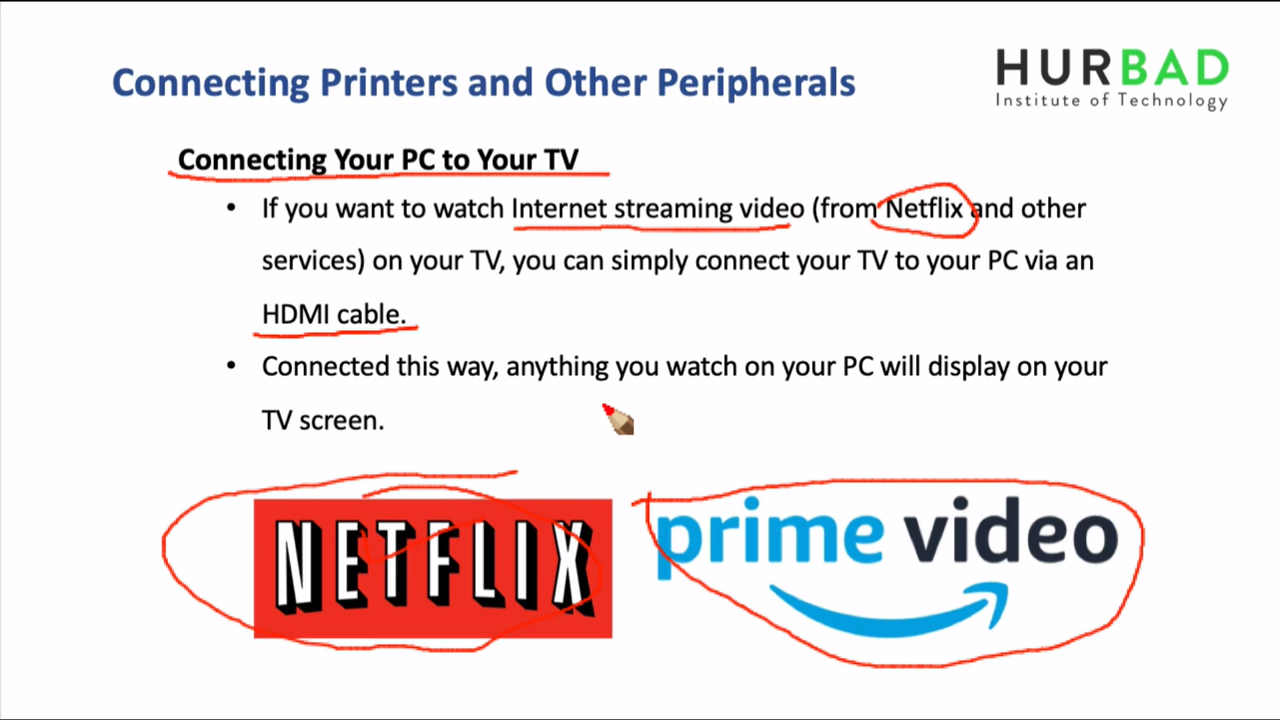 Connecting Printers and Other Peripherals
HURBAD
Institute of Technology
Connecting Your PC to Your TV
• If you want to watch Internet streaming video (from Netflix and other
services) on your TV, you can simply connect your TV to your PC via an
HDMI cable.
• Connected this way, anything you watch on your PC will display on your
TV screen.
NETFLIX
prime video